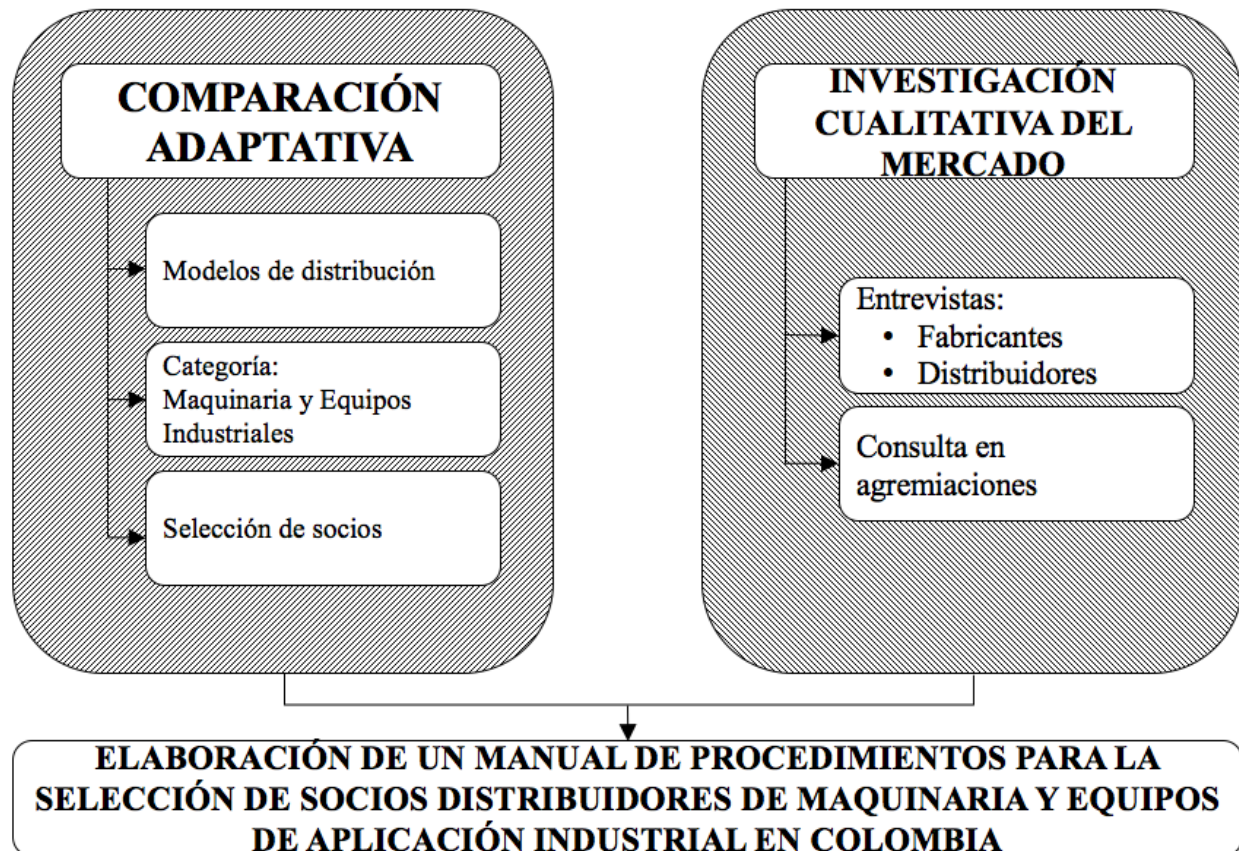 COMPARACIÓN
ADAPTATIVA
Modelos de distribución
Categoría:
Maquinaria y Equipos
Industriales
Selección de socios
INVESTIGACIÓN
CUALITATIVA DEL
MERCADO
Entrevistas:
• Fabricantes
• Distribuidores
Consulta en
agremiaciones
ELABORACIÓN DE UN MANUAL DE PROCEDIMIENTOS PARA LA
SELECCIÓN DE SOCIOS DISTRIBUIDORES DE MAQUINARIA Y EQUIPOS
DE APLICACIÓN INDUSTRIAL EN COLOMBIA